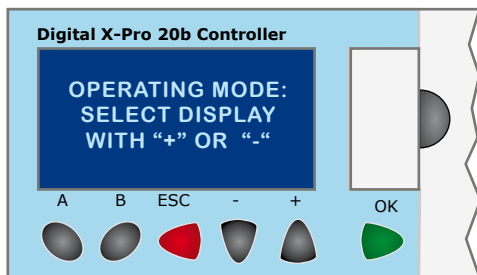 Digital X-Pro 20b Controller
OPERATING MODE:
SELECT DISPLAY
WITH “+” OR “-“
A B ESC - + OK